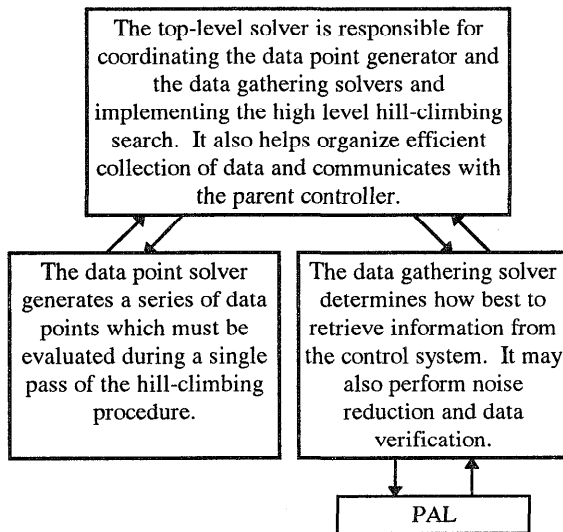 The top-level solver is responsible for
coordinating the data point generator and
the data gathering solvers and
implementing the high level hill-climbing
search. It also helps organize efficient
collection of data and communicates with
the parent controller.
The data point solver
generates a series of data
points which must be
evaluated during a single
pass of the hill-climbing
procedure.
The data gathering solver
determines how best to
retrieve information from
the control system. It may
also perform noise
reduction and data
verification.
PAL